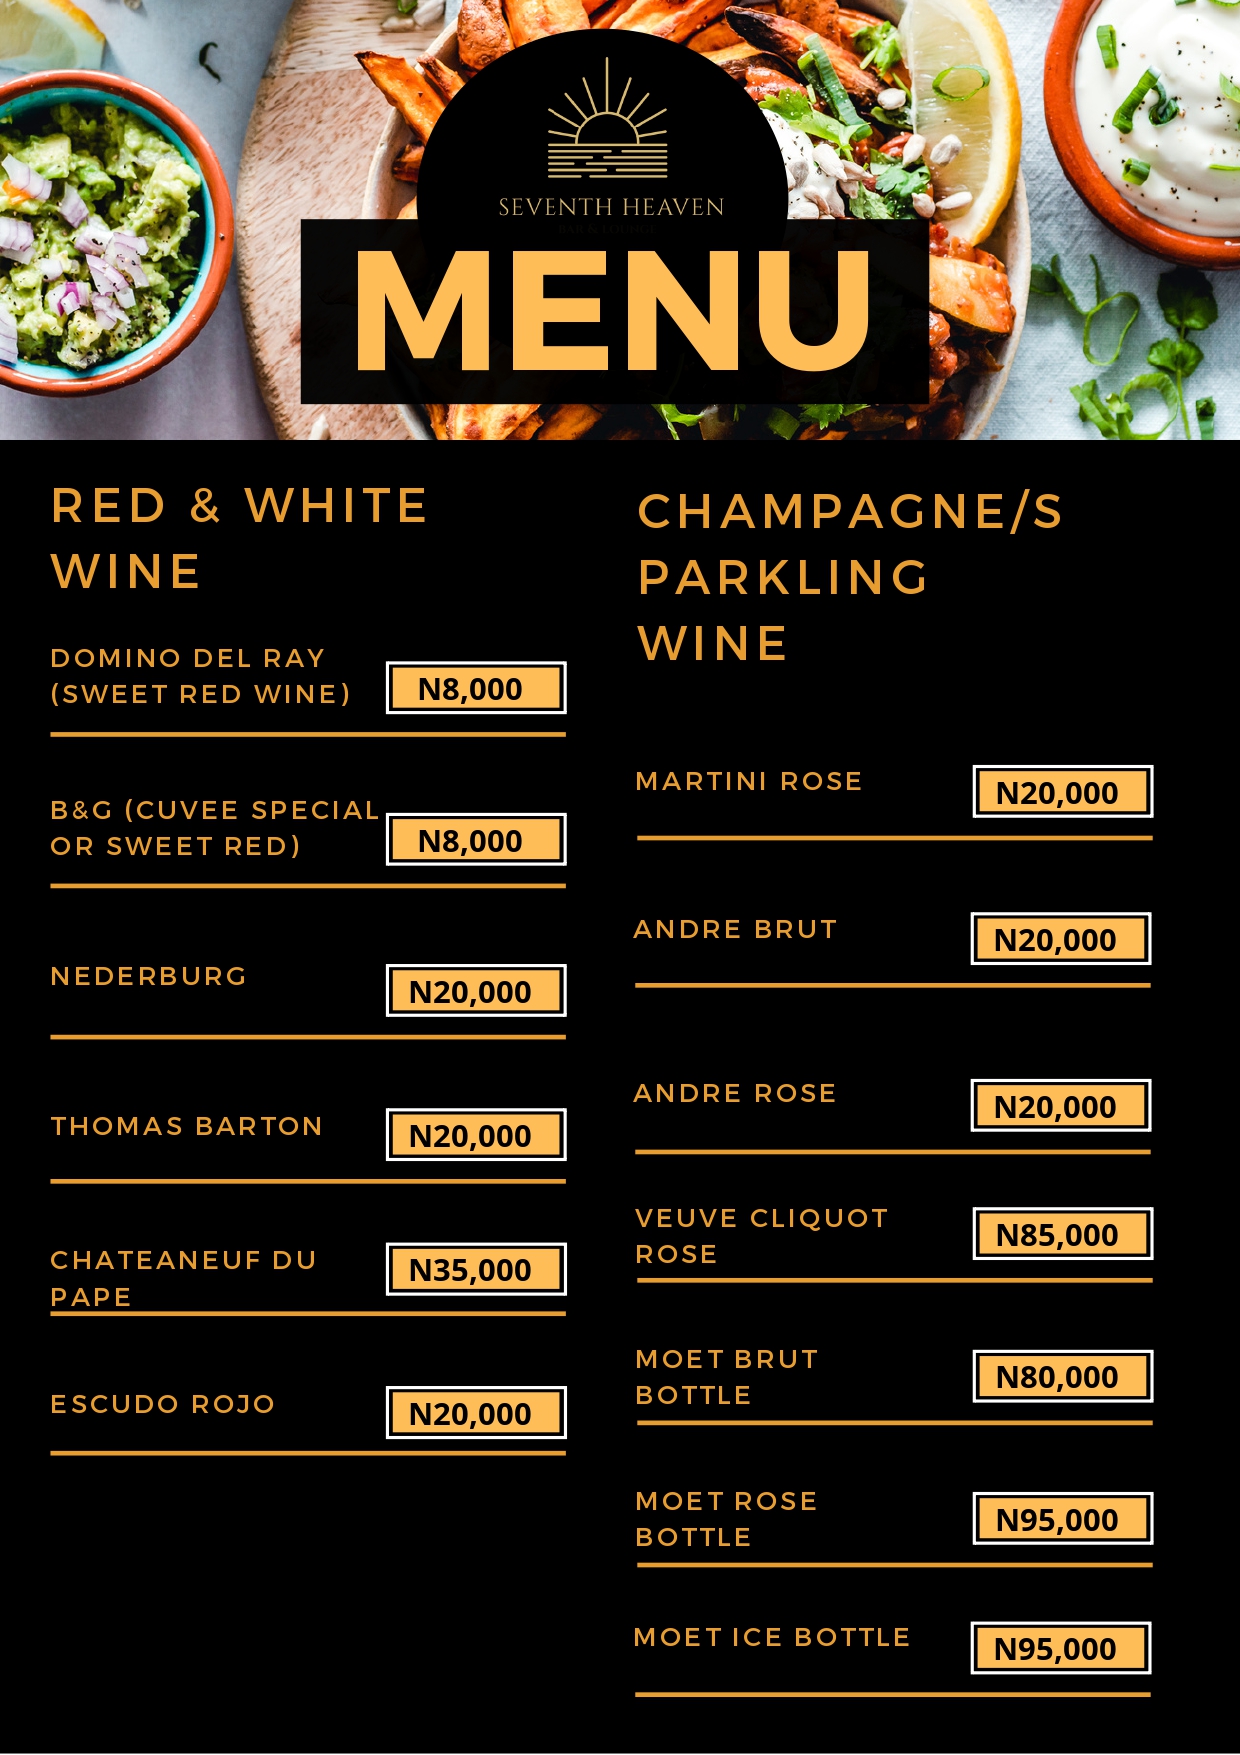 SEVENTH HEAVEN
BAR & LOUNGE
MENU
RED & WHITE
WINE
DOMINO DEL RAY
(SWEET RED WINE)
N8,000
B&G (CUVEE SPECIAL
OR SWEET RED)
N8,000
NEDERBURG
N20,000
THOMAS BARTON
N20,000
CHATEANEUF DU
PAPE
N35,000
ESCUDO ROJO
N20,000
CHAMPAGNE/S
PARKLING
WINE
MARTINI ROSE
N20,000
ANDRE BRUT
N20,000
ANDRE ROSE
N20,000
VEUVE CLIQUOT
ROSE
N85,000
MOET BRUT
BOTTLE
N80,000
MOET ROSE
BOTTLE
N95,000
MOET ICE BOTTLE
N95,000